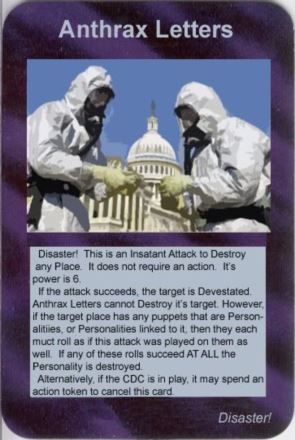 Anthrax Letters
Disaster! This is an Insatant Attack to Destroy
any Place. It does not require an action. It's
power is 6.
If the attack succeeds, the target is Devestated.
Anthrax Letters cannot Destroy it's target. However,
if the target place has any puppets that are Person-
alitiies, or Personalities linked to it, then they each
muct roll as if this attack was played on them as
well. If any of these rolls succeed AT ALL the
Personality is destroyed.
Alternatively, if the CDC is in play, it may spend an
action token to cancel this card.
Disaster!